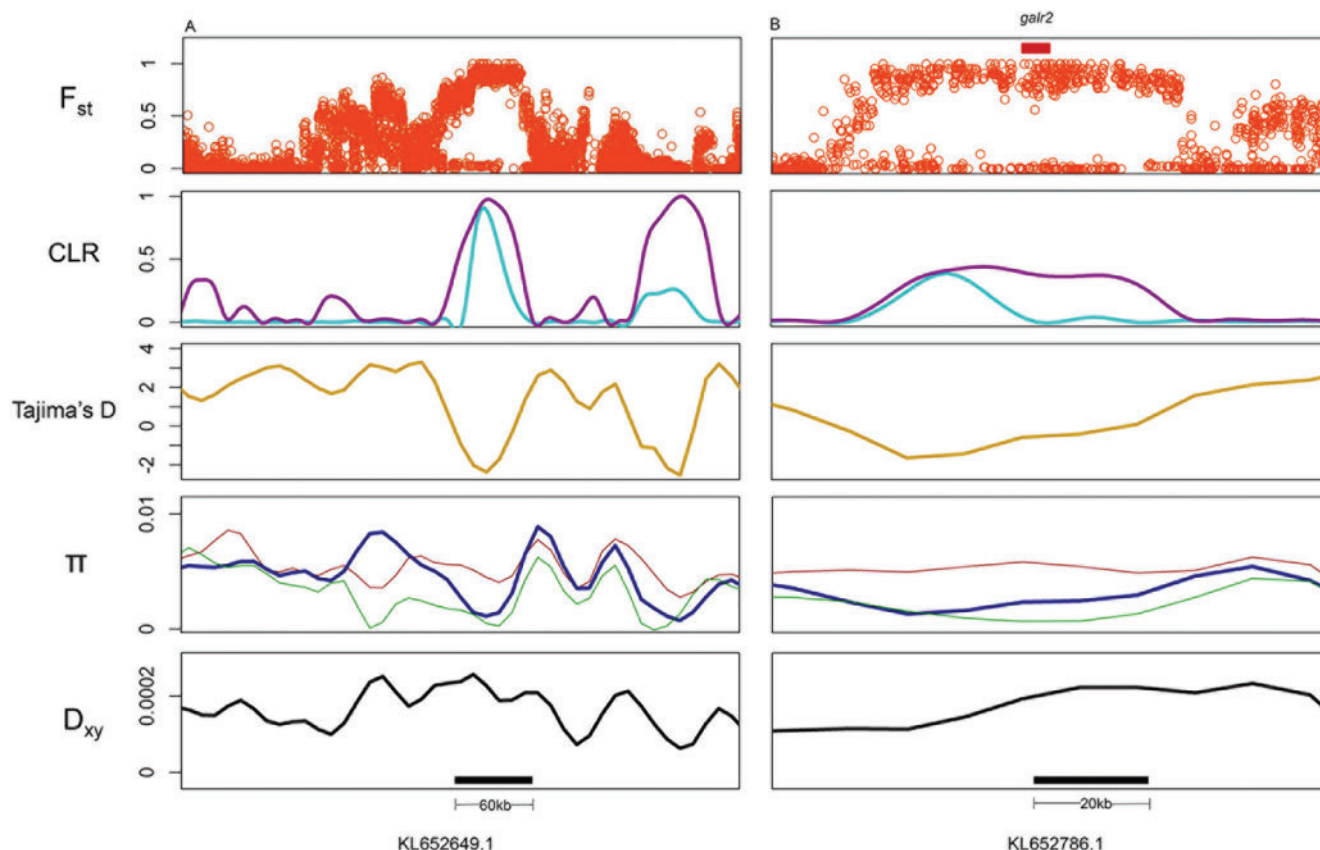 A
B
galr2
Fst
1
0.5
0
CLR
1
0.5
0
Tajima's D
4
2
0
-2
π
0.01
0
Dxy
0.0002
0
60kb
20kb
KL652649.1
KL652786.1